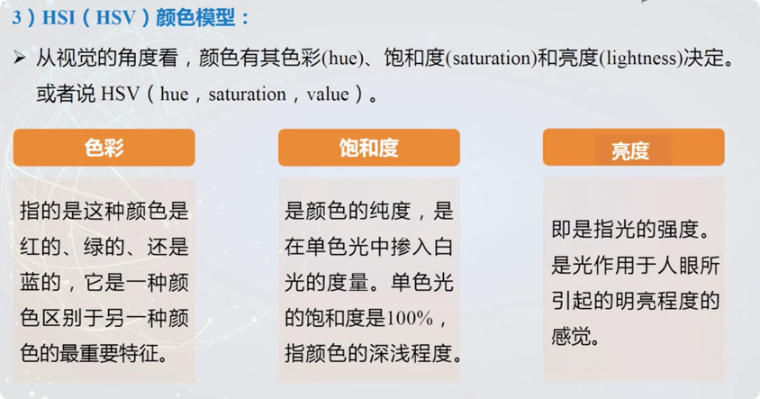 3）HSI（HSV）颜色模型：
➢ 从视觉的角度看，颜色有其色彩(hue)、饱和度(saturation)和亮度(lightness)决定。
或者说 HSV（hue，saturation，value）。
色彩
指的是这种颜色是
红的、绿的、还是
蓝的，它是一种颜
色区别于另一种颜
色的最重要特征。
饱和度
是颜色的纯度，是
在单色光中掺入白
光的度量。单色光
的饱和度是100%，
指颜色的深浅程度。
亮度
即是指光的强度。
是光作用于人眼所
引起的明亮程度的
感觉。